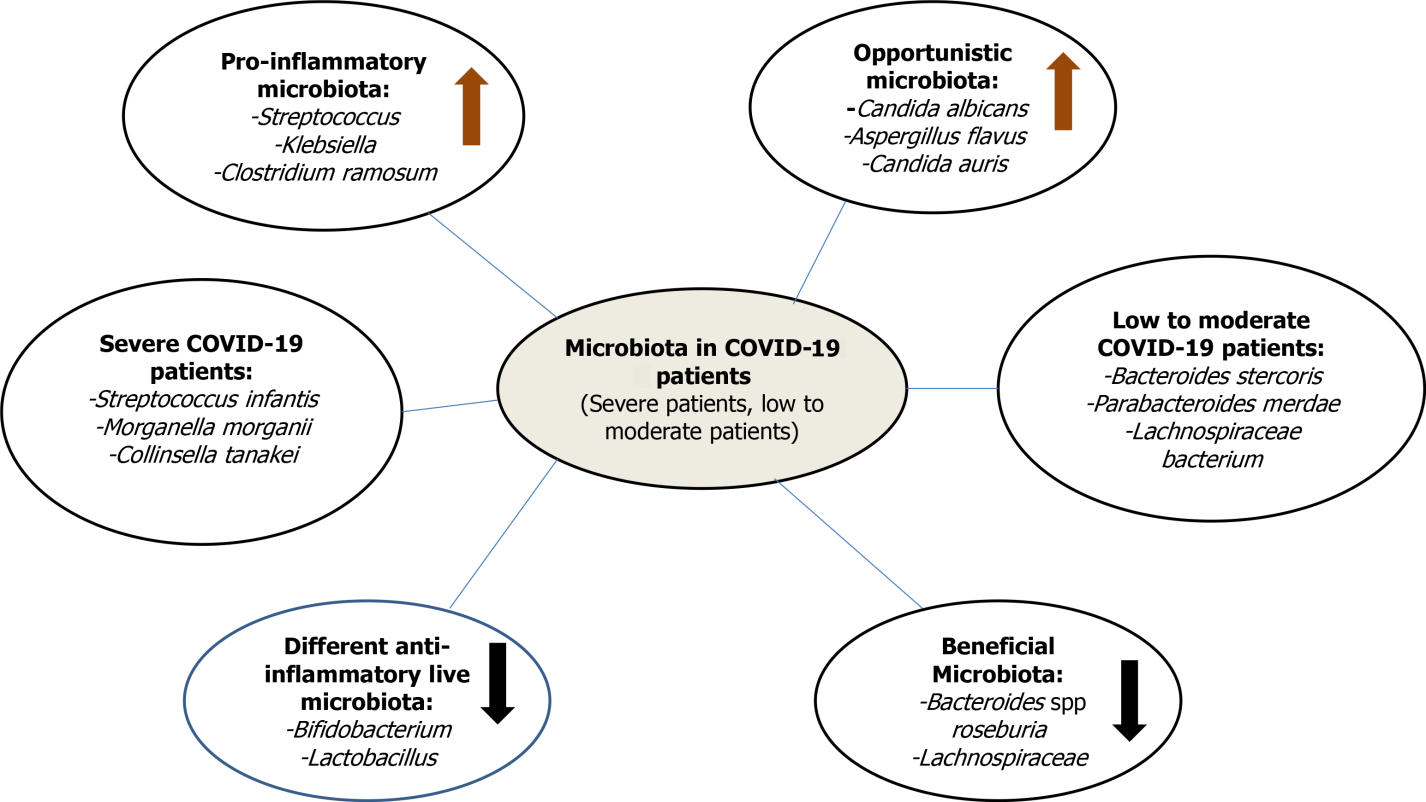 Pro-inflammatory
microbiota:
-Streptococcus
-Klebsiella
-Clostridium ramosum
Opportunistic
microbiota:
-Candida albicans
-Aspergillus flavus
-Candida auris
Severe COVID-19
patients:
-Streptococcus infantis
-Morganella morganii
-Collinsella tanakei
Microbiota in COVID-19
patients
(Severe patients, low to
moderate patients)
Low to moderate
COVID-19 patients:
-Bacteroides stercoris
-Parabacteroides merdae
-Lachnospiraceae
bacterium
Different anti-
inflammatory live
microbiota:
-Bifidobacterium
-Lactobacillus
Beneficial
Microbiota:
-Bacteroides spp
roseburia
-Lachnospiraceae